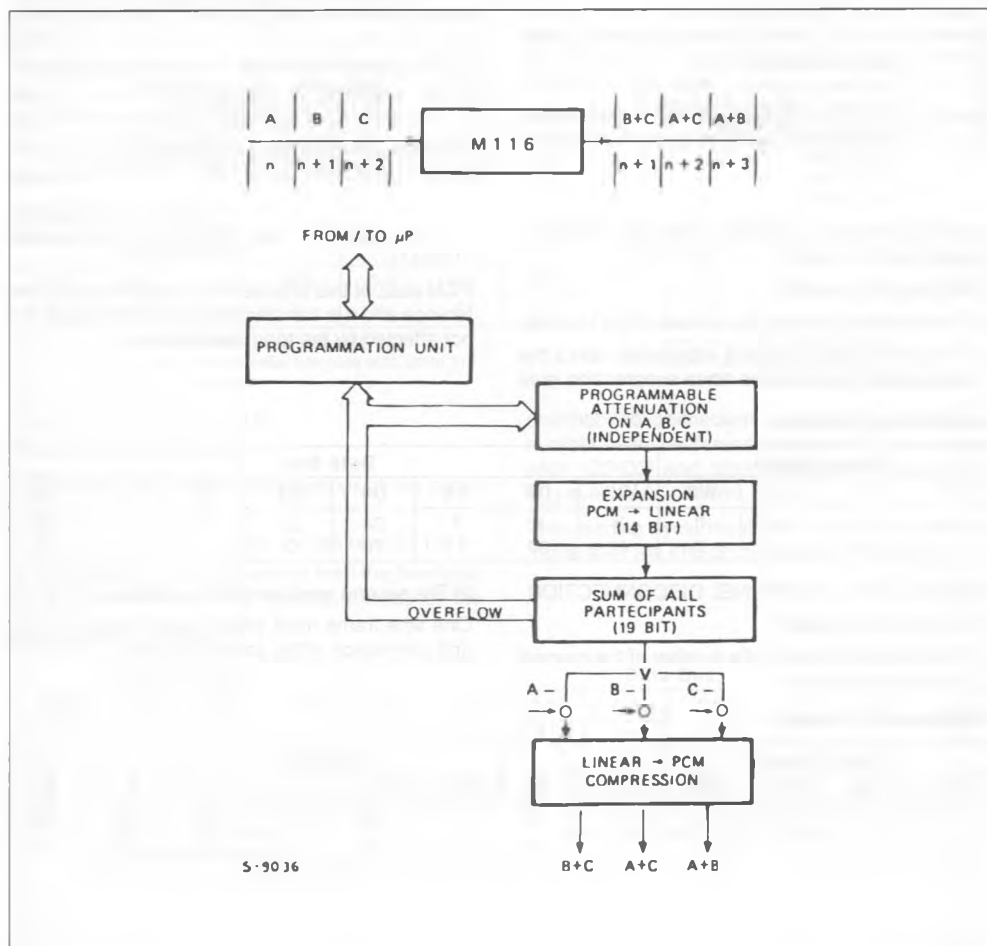 A B C
M116
B+C A+C A+B
n n+1 n+2
n+1 n+2 n+3
FROM / TO µP
PROGRAMMATION UNIT
PROGRAMMABLE
ATTENUATION
ON A, B, C
(INDEPENDENT)
EXPANSION
PCM → LINEAR
(14 BIT)
SUM OF ALL
PARTECIPANTS
(19 BIT)
OVERFLOW
V
A – B – C –
LINEAR → PCM
COMPRESSION
B+C A+C A+B
S-9036